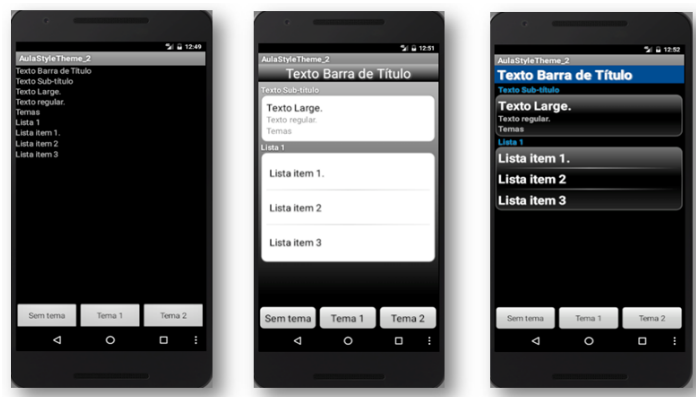 12:49
AulaStyleTheme_2
Texto Barra de Título
Texto Sub-título
Texto Large.
Texto regular.
Temas
Lista 1
Lista item 1.
Lista item 2
Lista item 3
Sem tema Tema 1 Tema 2
12:51
AulaStyleTheme_2
Texto Barra de Título
Texto Sub-título
Texto Large.
Texto regular.
Temas
Lista 1
Lista item 1.
Lista item 2
Lista item 3
Sem tema Tema 1 Tema 2
12:52
AulaStyleTheme_2
Texto Barra de Título
Texto Sub-título
Texto Large.
Texto regular.
Temas
Lista 1
Lista item 1.
Lista item 2
Lista item 3
Sem tema Tema 1 Tema 2